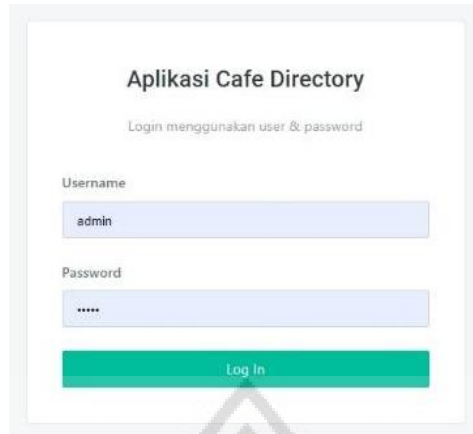 Aplikasi Cafe Directory
Login menggunakan user & password
Username
admin
Password
•••••
Log In